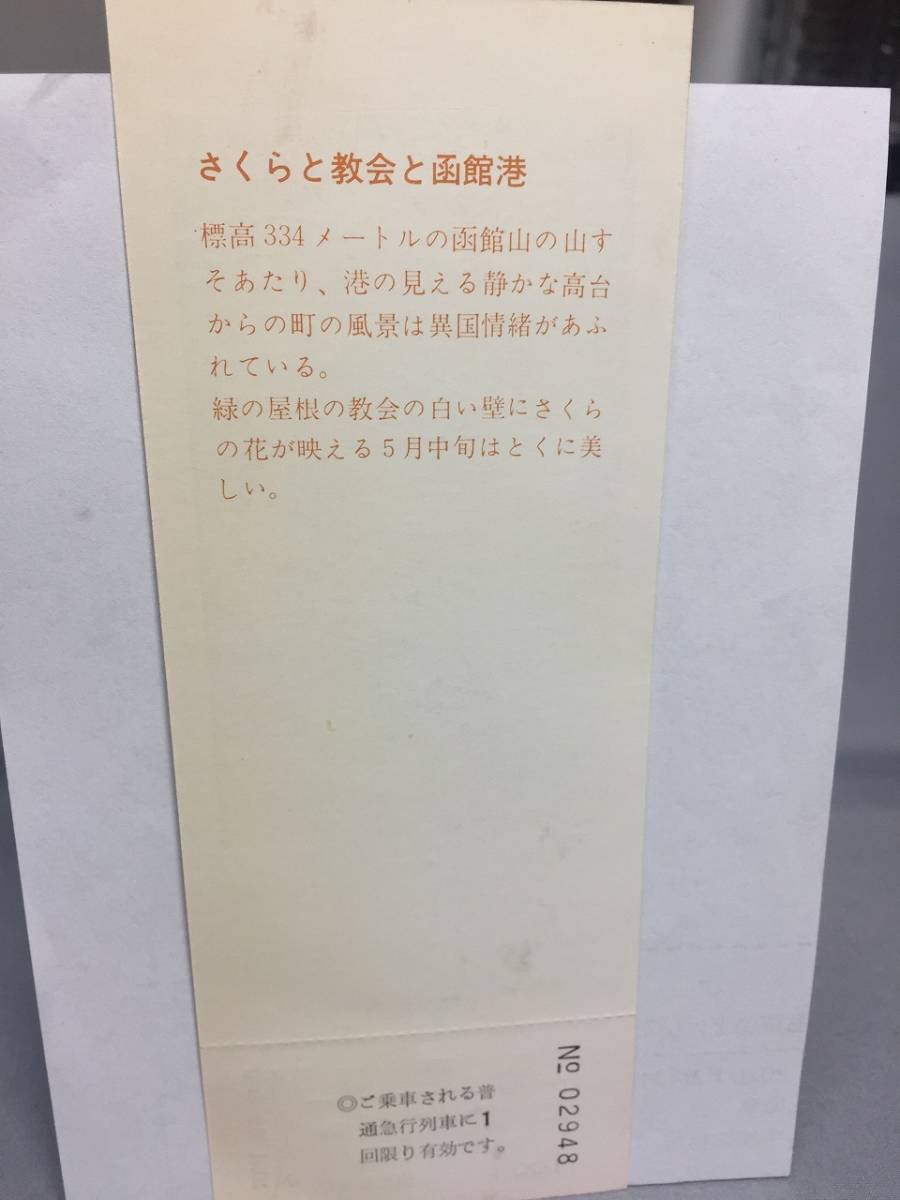 さくらと教会と函館港
標高334メートルの函館山の山す
そあたり、港の見える静かな高台
からの町の風景は異国情緒があふ
れている。
緑の屋根の教会の白い壁にさくら
の花が映える5月中旬はとくに美
しい。
◎ご乗車される普
通急行列車に1
回限り有効です。
№ 02948